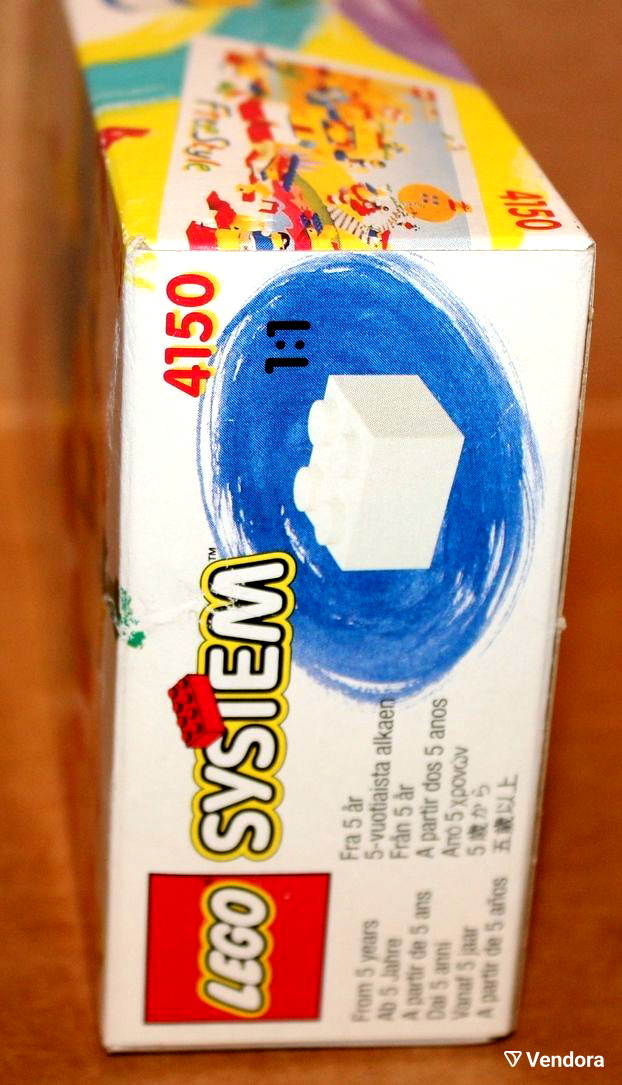 FreeStyle
4150
4150
1:1
LEGO
SYSTEM™
From 5 years
Ab 5 Jahre
A partir de 5 ans
Dai 5 anni
Vanaf 5 jaar
A partir de 5 años
Fra 5 år
5-vuotiaista alkaen
Från 5 år
A partir dos 5 anos
Από 5 χρονών
5歳から
五歲以上
Vendora